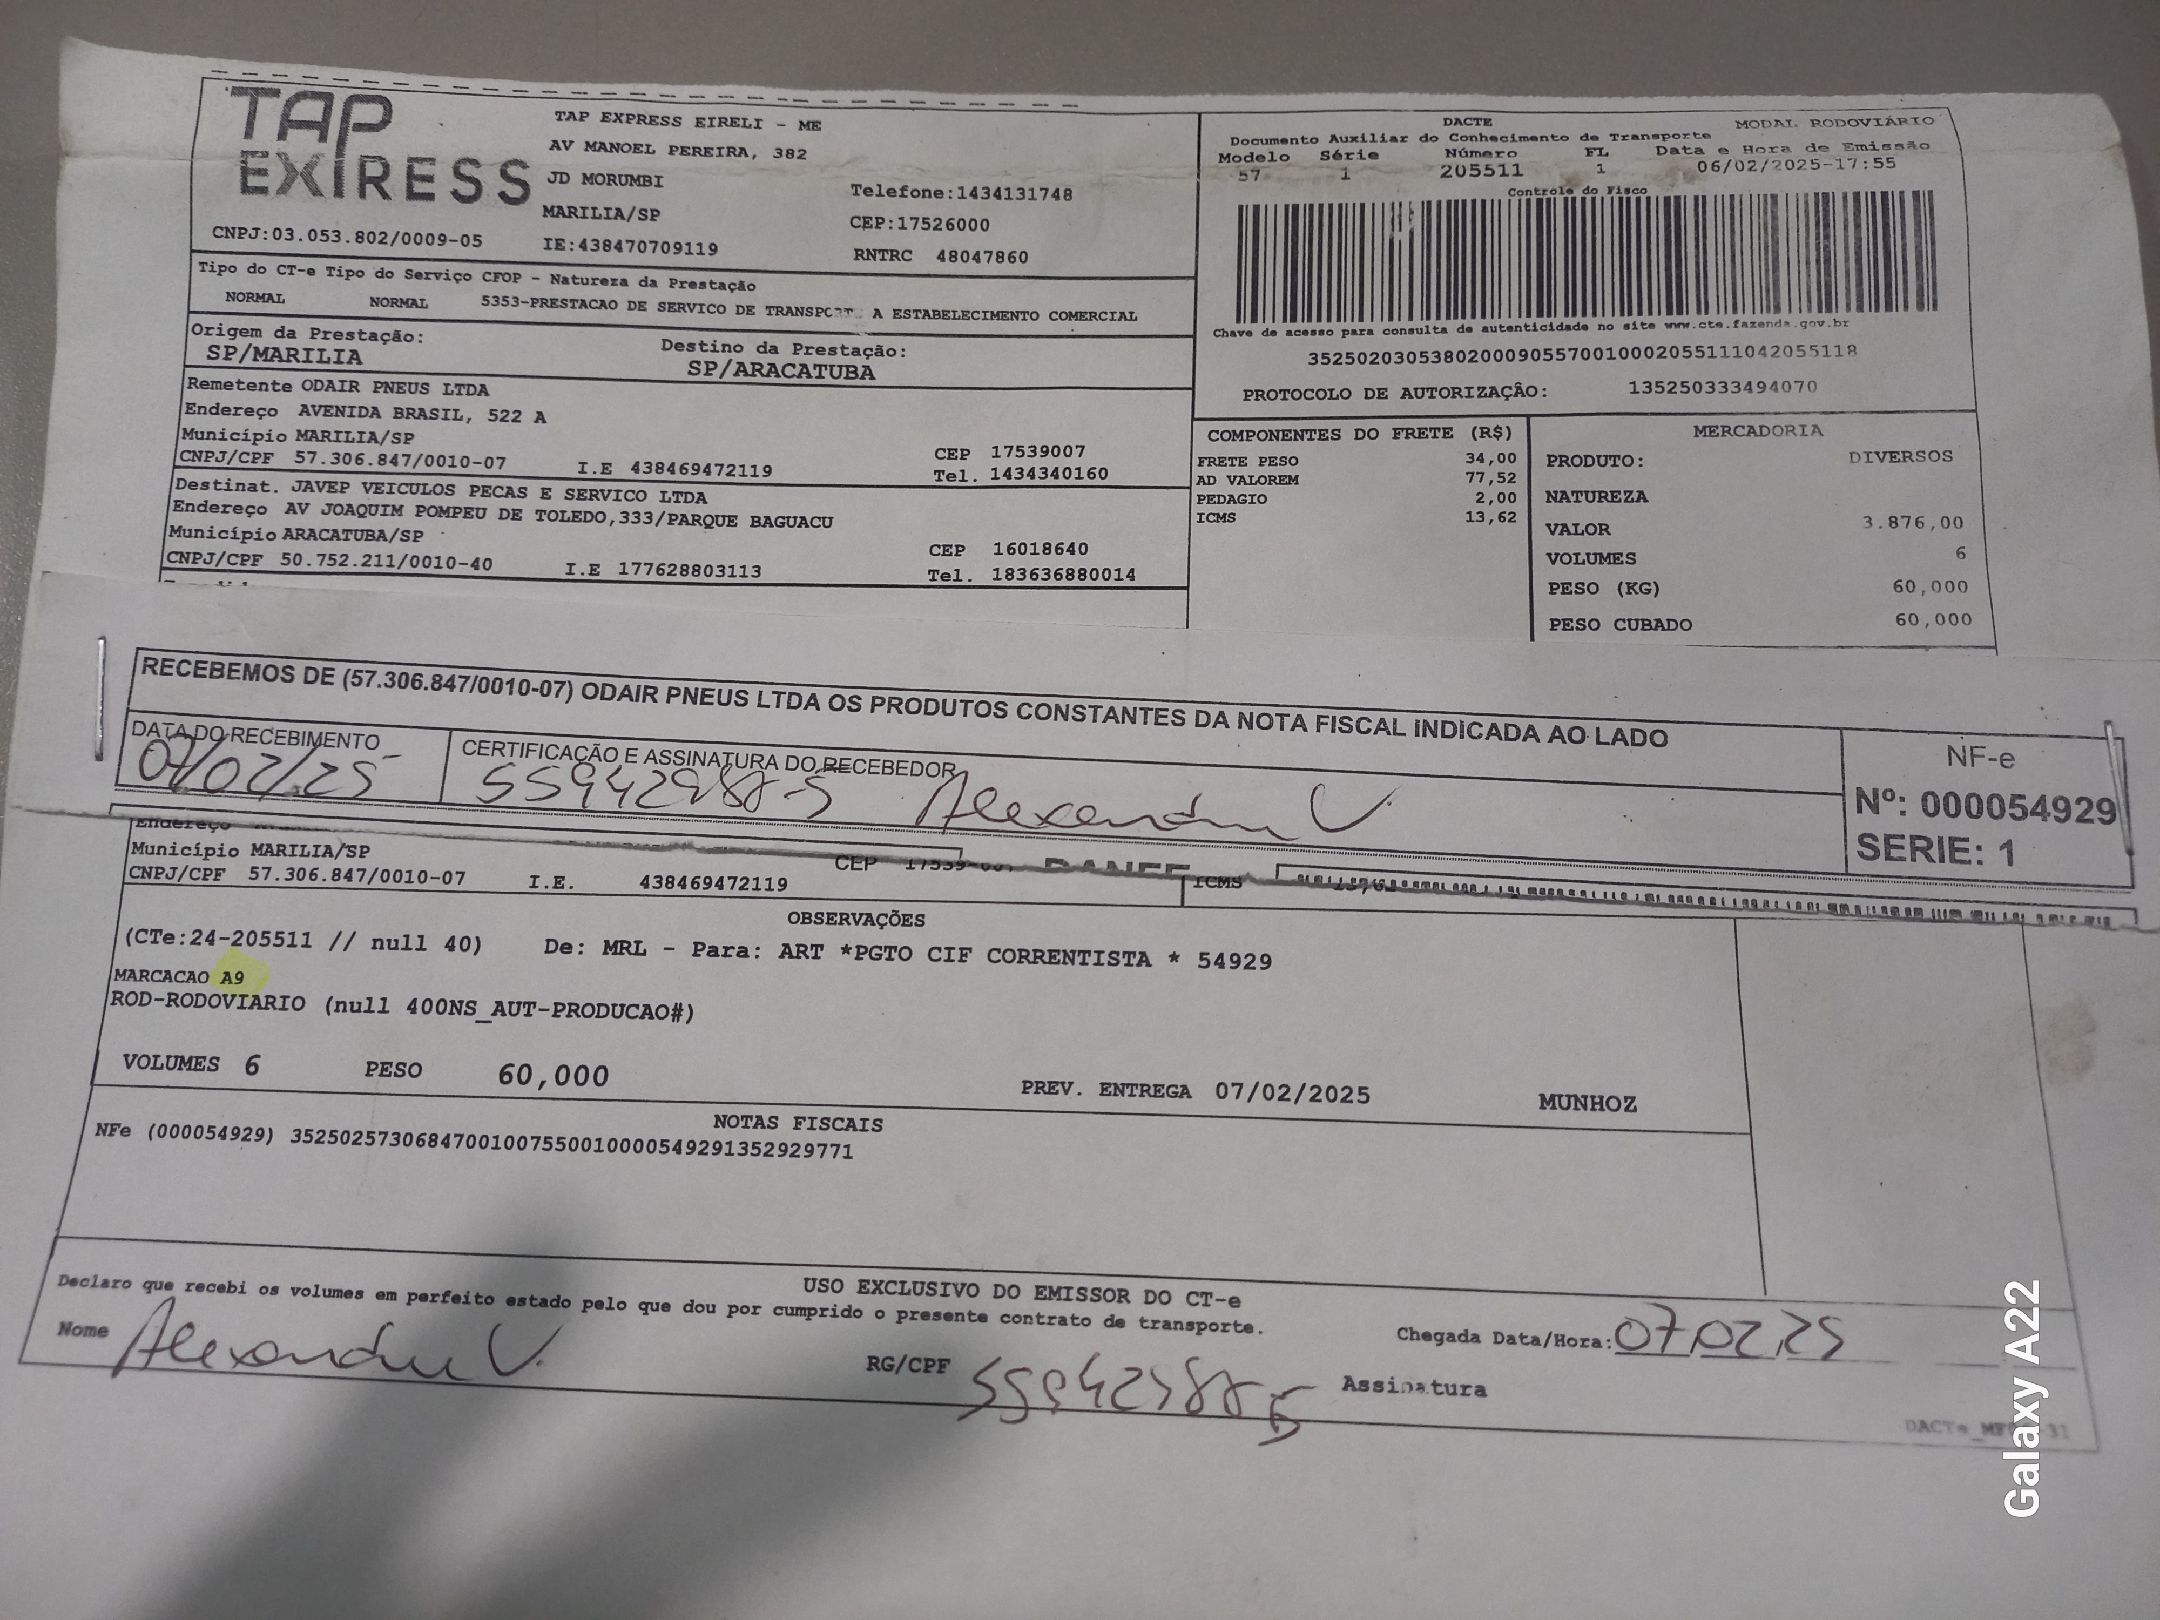 TAP
EXPRESS
TAP EXPRESS EIRELI - ME
AV MANOEL PEREIRA, 382
JD MORUMBI
MARILIA/SP
IE:438470709119
Telefone:1434131748
CEP:17526000
RNTRC 48047860
CNPJ:03.053.802/0009-05
DACTE
MODAL RODOVIÁRIO
Documento Auxiliar do Conhecimento de Transporte
Modelo Série Número FL Data e Hora de Emissão
57 1 205511 1 06/02/2025-17:55
Controle do Fisco
Chave de acesso para consulta de autenticidade no site www.cte.fazenda.gov.br
35250203053802000905570010002055111042055118
PROTOCOLO DE AUTORIZAÇÃO: 135250333494070
Tipo do CT-e Tipo do Serviço CFOP - Natureza da Prestação
NORMAL NORMAL 5353-PRESTACAO DE SERVICO DE TRANSPORTE A ESTABELECIMENTO COMERCIAL
Origem da Prestação:
SP/MARILIA
Destino da Prestação:
SP/ARACATUBA
Remetente ODAIR PNEUS LTDA
Endereço AVENIDA BRASIL, 522 A
Município MARILIA/SP
CEP 17539007
CNPJ/CPF 57.306.847/0010-07 I.E 438469472119 Tel. 1434340160
Destinat. JAVEP VEICULOS PECAS E SERVICO LTDA
Endereço AV JOAQUIM POMPEU DE TOLEDO,333/PARQUE BAGUACU
Município ARACATUBA/SP
CEP 16018640
CNPJ/CPF 50.752.211/0010-40 I.E 177628803113 Tel. 183636880014
COMPONENTES DO FRETE (R$)
FRETE PESO 34,00
AD VALOREM 77,52
PEDAGIO 2,00
ICMS 13,62
MERCADORIA
PRODUTO: DIVERSOS
NATUREZA
VALOR 3.876,00
VOLUMES 6
PESO (KG) 60,000
PESO CUBADO 60,000
RECEBEMOS DE (57.306.847/0010-07) ODAIR PNEUS LTDA OS PRODUTOS CONSTANTES DA NOTA FISCAL INDICADA AO LADO
DATA DO RECEBIMENTO
07/02/25
CERTIFICAÇÃO E ASSINATURA DO RECEBEDOR
Alexandre V.
NF-e
Nº: 000054929
SERIE: 1
Endereço
Município MARILIA/SP
CEP
DANFE
CNPJ/CPF 57.306.847/0010-07 I.E. 438469472119
ICMS
OBSERVAÇÕES
(CTe:24-205511 // null 40) De: MRL - Para: ART *PGTO CIF CORRENTISTA * 54929
MARCACAO A9
ROD-RODOVIARIO (null 400NS_AUT-PRODUCAO#)
VOLUMES 6 PESO 60,000 PREV. ENTREGA 07/02/2025 MUNHOZ
NOTAS FISCAIS
NFe (000054929) 35250257306847001007550010000549291352929771
USO EXCLUSIVO DO EMISSOR DO CT-e
Declaro que recebi os volumes em perfeito estado pelo que dou por cumprido o presente contrato de transporte.
Nome Alexandre V.
RG/CPF
Chegada Data/Hora: 07.02.25
Assinatura
Galaxy A22